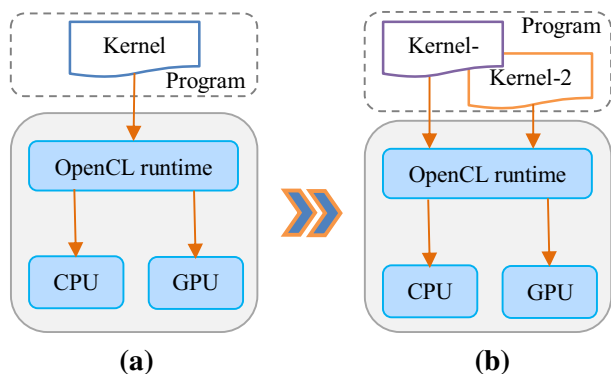 Kernel
Program
OpenCL runtime
CPU
GPU
(a)
Program
Kernel-
Kernel-2
OpenCL runtime
CPU
GPU
(b)